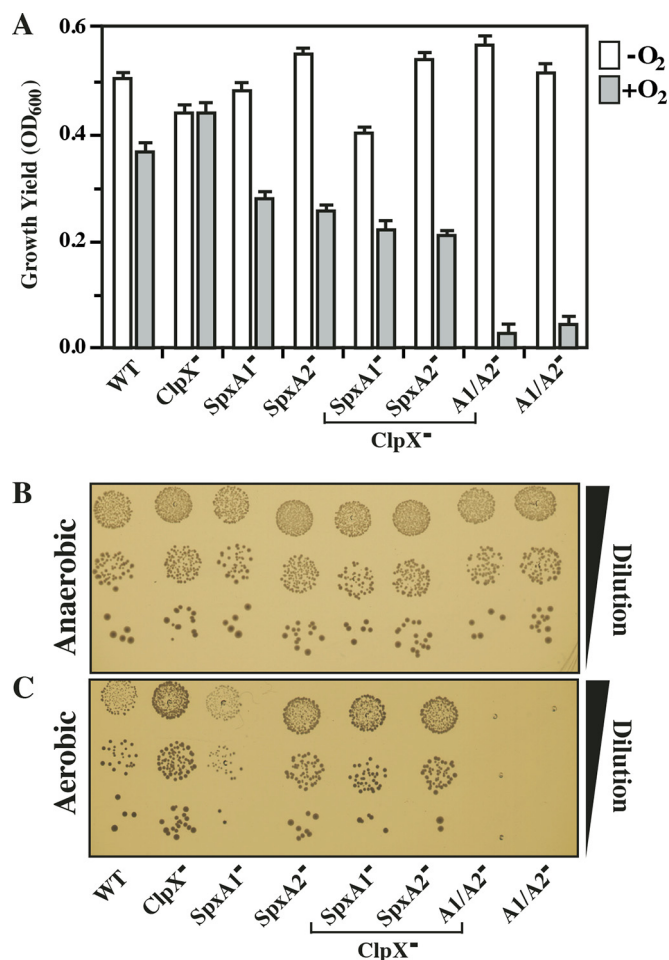 A
Growth Yield (OD600)
0.6
0.4
0.2
0.0
-O2
+O2
WT
ClpX-
SpxA1-
SpxA2-
SpxA1-
SpxA2-
A1/A2-
A1/A2-
ClpX-
B
Anaerobic
Dilution
C
Aerobic
Dilution
WT
ClpX-
SpxA1-
SpxA2-
SpxA1-
SpxA2-
A1/A2-
A1/A2-
ClpX-